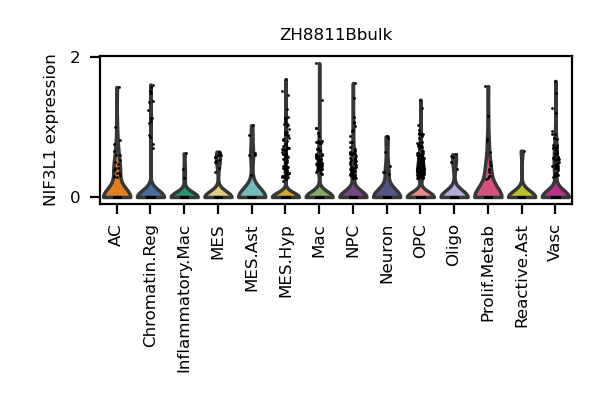 ZH8811Bbulk
NIF3L1 expression
2
0
AC
Chromatin.Reg
Inflammatory.Mac
MES
MES.Ast
MES.Hyp
Mac
NPC
Neuron
OPC
Oligo
Prolif.Metab
Reactive.Ast
Vasc